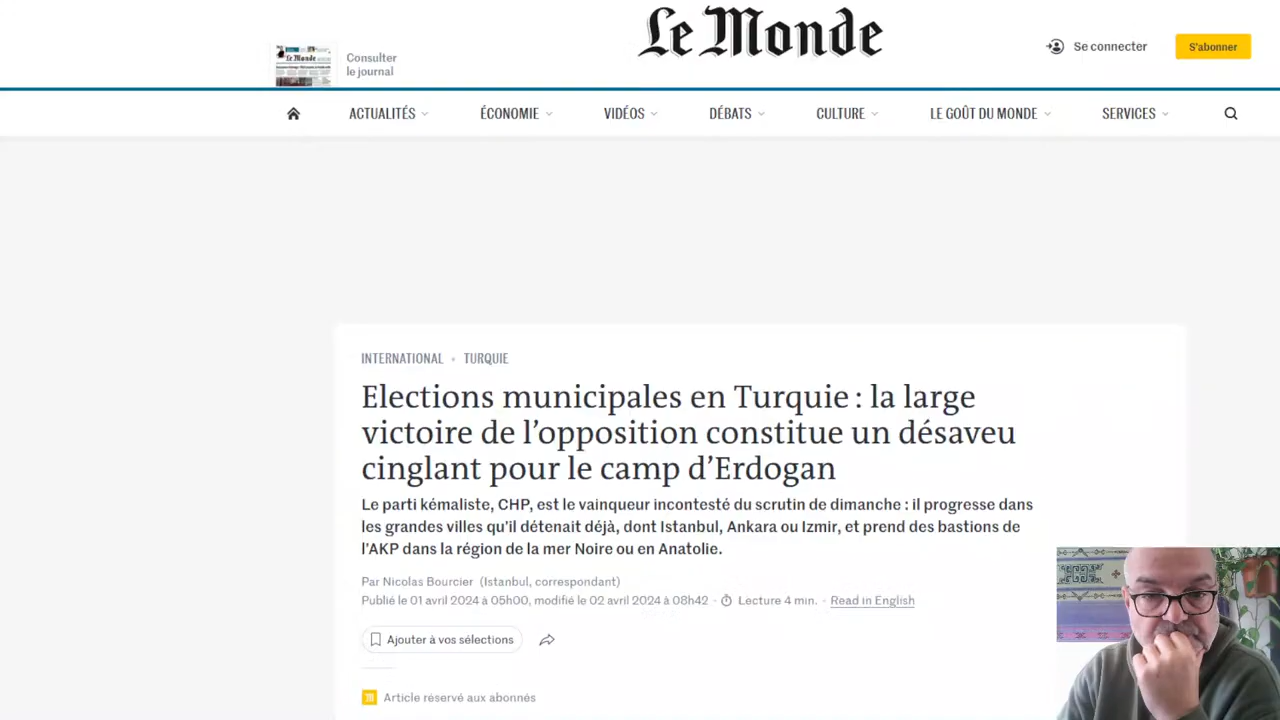 Le Monde
Consulter
le journal
Se connecter
S'abonner
Le Monde
ACTUALITÉS
ÉCONOMIE
VIDÉOS
DÉBATS
CULTURE
LE GOÛT DU MONDE
SERVICES
INTERNATIONAL • TURQUIE
Elections municipales en Turquie : la large
victoire de l’opposition constitue un désaveu
cinglant pour le camp d’Erdogan
Le parti kémaliste, CHP, est le vainqueur incontesté du scrutin de dimanche : il progresse dans
les grandes villes qu’il détenait déjà, dont Istanbul, Ankara ou Izmir, et prend des bastions de
l’AKP dans la région de la mer Noire ou en Anatolie.
Par Nicolas Bourcier (Istanbul, correspondant)
Publié le 01 avril 2024 à 05h00, modifié le 02 avril 2024 à 08h42 · Lecture 4 min. · Read in English
Ajouter à vos sélections
M Article réservé aux abonnés